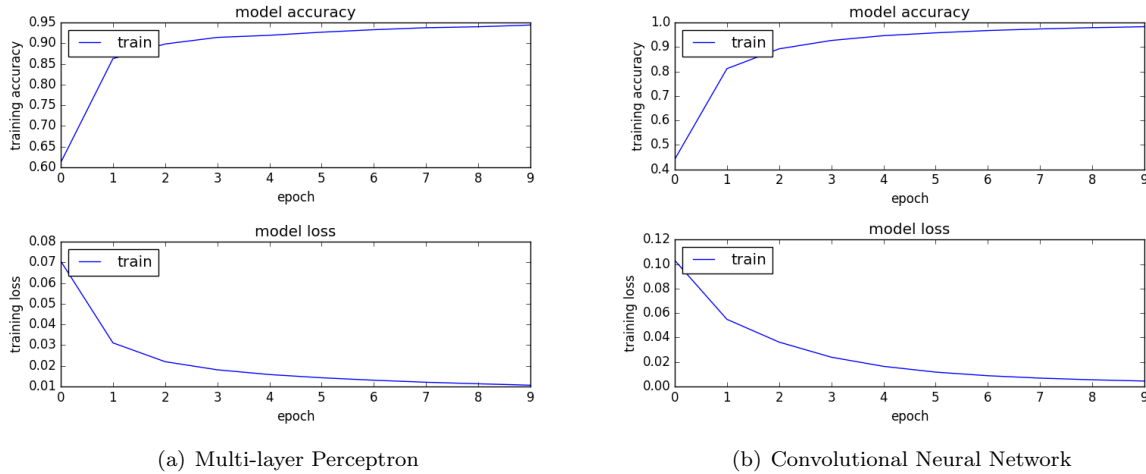 model accuracy
0.95
0.90
0.85
0.80
0.75
0.70
0.65
0.60
training accuracy
train
0 1 2 3 4 5 6 7 8 9
epoch
model loss
0.08
0.07
0.06
0.05
0.04
0.03
0.02
0.01
training loss
train
0 1 2 3 4 5 6 7 8 9
epoch
(a) Multi-layer Perceptron
model accuracy
1.0
0.9
0.8
0.7
0.6
0.5
0.4
training accuracy
train
0 1 2 3 4 5 6 7 8 9
epoch
model loss
0.12
0.10
0.08
0.06
0.04
0.02
0.00
training loss
train
0 1 2 3 4 5 6 7 8 9
epoch
(b) Convolutional Neural Network